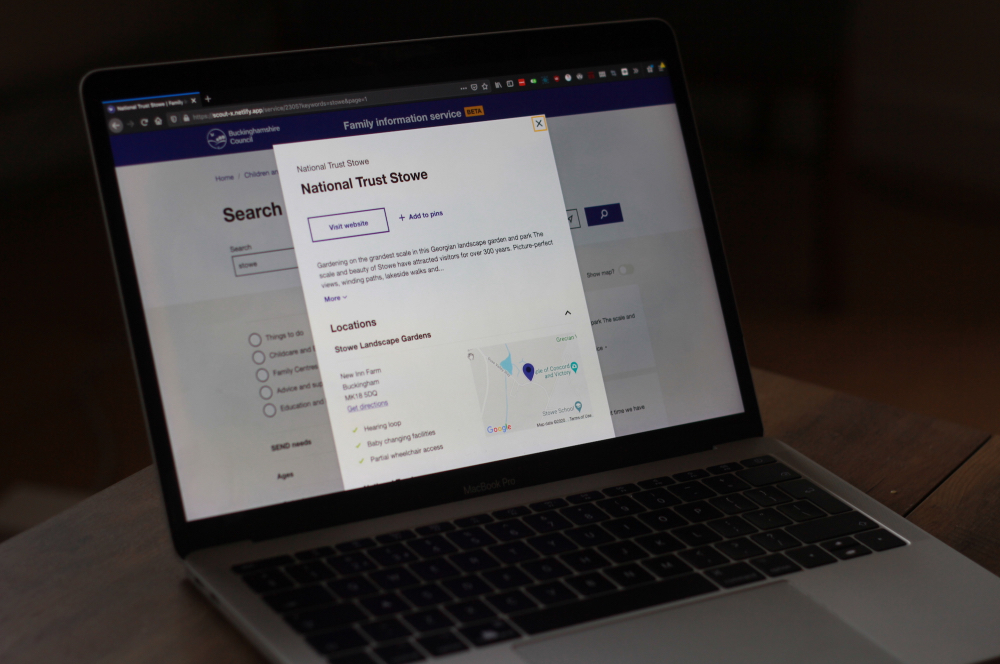 National Trust Stowe | Family
https://scout-x.netlify.app/service/2305?keywords=stowe&page=1
Buckinghamshire
Council
Family information service BETA
Home / Children an
Search
Search
stowe
National Trust Stowe
National Trust Stowe
Visit website
+ Add to pins
Gardening on the grandest scale in this Georgian landscape garden and park The
scale and beauty of Stowe have attracted visitors for over 300 years. Picture-perfect
views, winding paths, lakeside walks and...
More
Show map?
Things to do
Childcare and
Family Centres
Advice and sup
Education and
SEND needs
Ages
Locations
Stowe Landscape Gardens
New Inn Farm
Buckingham
MK18 5DQ
Get directions
Hearing loop
Baby changing facilities
Partial wheelchair access
Grecian
ple of Concord
and Victory
Stowe School
Google
Map data ©2020
Terms of Use
park The scale and
t time we have
MacBook Pro